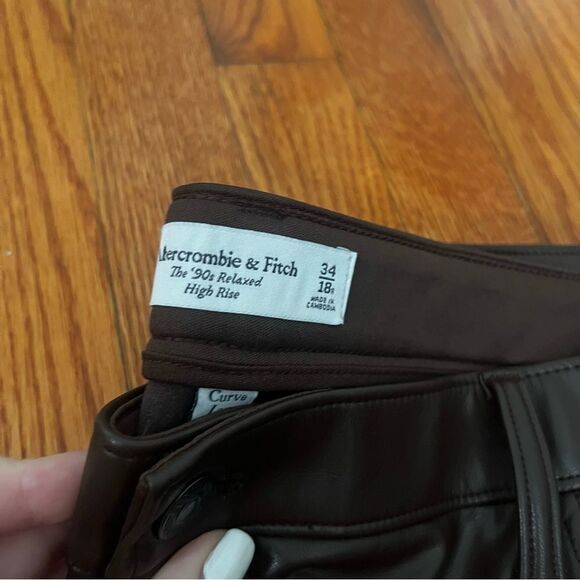 Abercrombie & Fitch
The '90s Relaxed
High Rise
34
18R
MADE IN
CAMBODIA
Curve